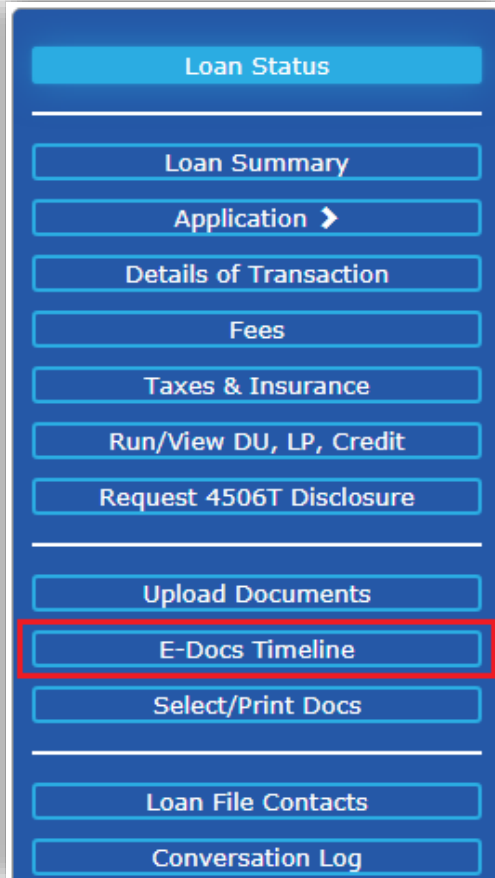 Loan Status
Loan Summary
Application
Details of Transaction
Fees
Taxes & Insurance
Run/View DU, LP, Credit
Request 4506T Disclosure
Upload Documents
E-Docs Timeline
Select/Print Docs
Loan File Contacts
Conversation Log